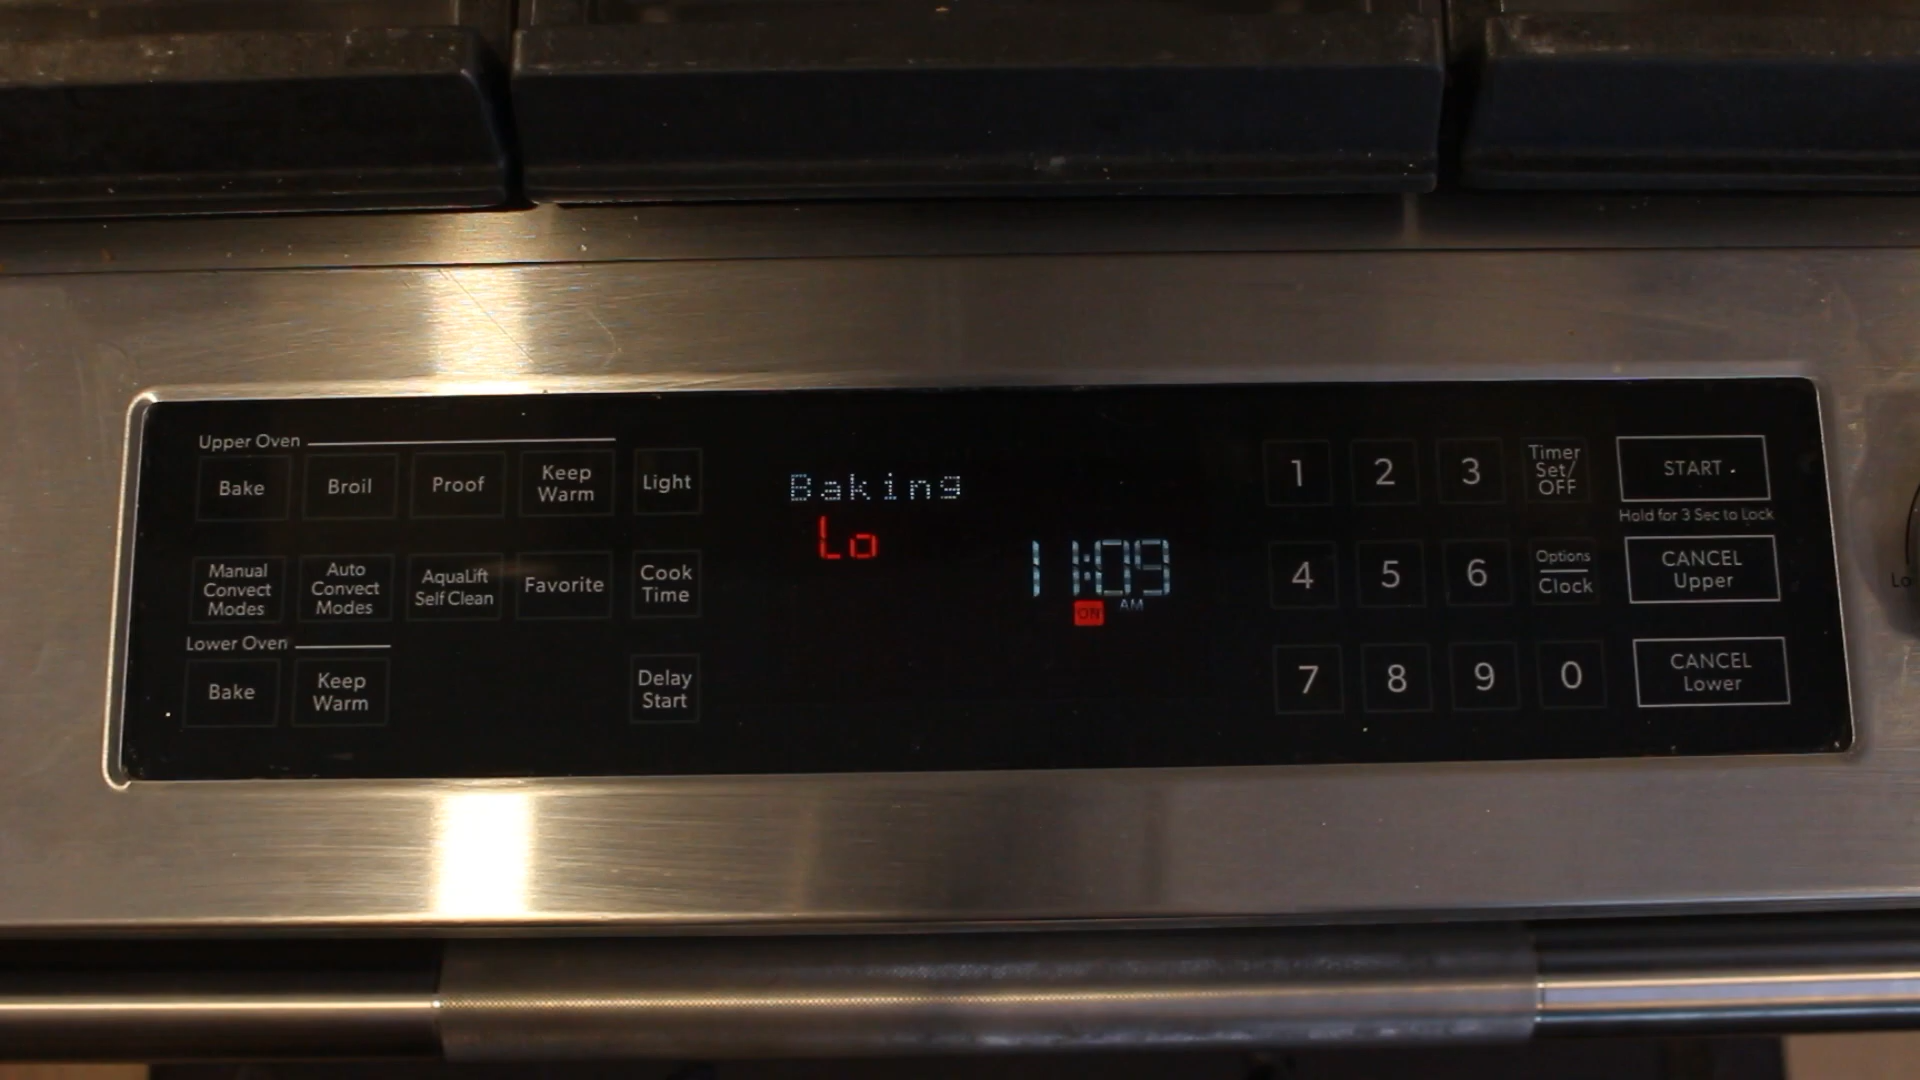 Upper Oven
Bake
Broil
Proof
Keep
Warm
Light
Manual
Convect
Modes
Auto
Convect
Modes
AquaLift
Self Clean
Favorite
Cook
Time
Lower Oven
Bake
Keep
Warm
Delay
Start
Baking
Lo
11:09
ON
AM
1
2
3
Timer
Set/
OFF
START
Hold for 3 Sec to Lock
4
5
6
Options
Clock
CANCEL
Upper
7
8
9
0
CANCEL
Lower
Lo